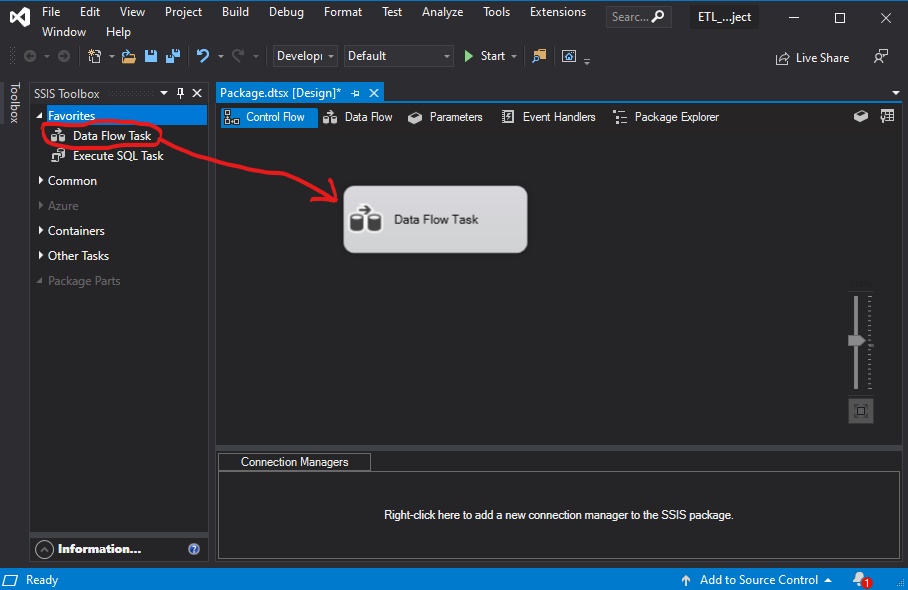 File Edit View Project Build Debug Format Test Analyze Tools Extensions Searc... ETL_...ject
Window Help
Develop Default Start Live Share
Toolbox
SSIS Toolbox
Package.dtsx [Design]*
Favorites
Control Flow Data Flow Parameters Event Handlers Package Explorer
Data Flow Task
Execute SQL Task
Common
Azure
Containers
Other Tasks
Package Parts
Data Flow Task
Connection Managers
Right-click here to add a new connection manager to the SSIS package.
Information... ?
Ready Add to Source Control 1